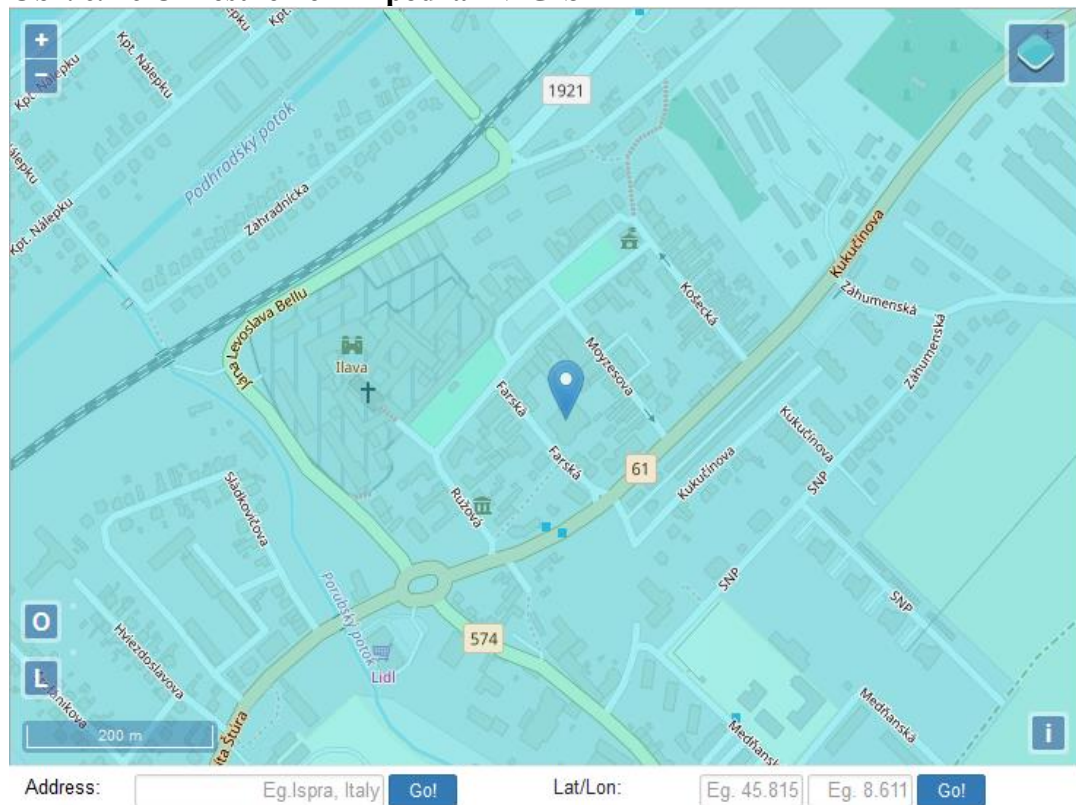 +
−
1921
Kpt. Nálepku
Kpt. Nálepku
Kpt. Nálepku
Podhradský potok
Záhradnícka
Kpt. Nálepku
Jána Levoslava Bellu
Ilava
Košecká
Moyzesova
Kukučínova
Záhumenská
Záhumenská
Farská
Farská
61
Kukučínova
Kukučínova
SNP
Sládkovičova
Ružová
SNP
SNP
Porubský potok
574
Lidl
O
Hviezdoslavova
L
Medňanská
200 m
i
Address:
Eg.Ispra, Italy
Go!
Lat/Lon:
Eg. 45.815
Eg. 8.611
Go!